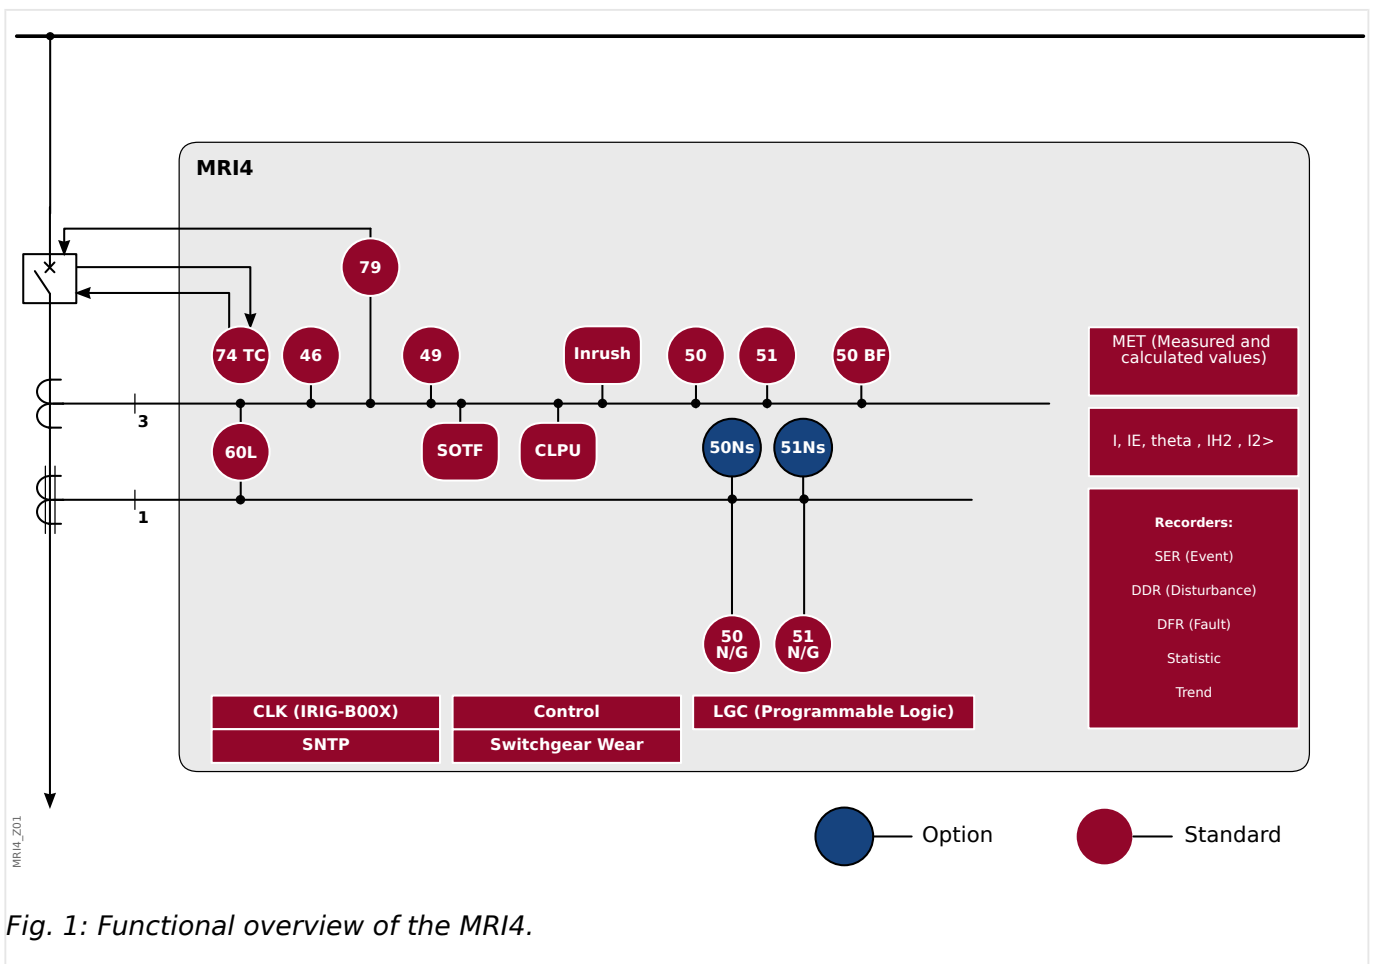 MRI4
79
74 TC
46
49
Inrush
50
51
50 BF
MET (Measured and
calculated values)
3
60L
SOTF
CLPU
50Ns
51Ns
I, IE, theta , IH2 , I2>
1
Recorders:
SER (Event)
DDR (Disturbance)
DFR (Fault)
Statistic
Trend
50
N/G
51
N/G
CLK (IRIG-B00X)
SNTP
Control
Switchgear Wear
LGC (Programmable Logic)
MRI4_Z01
Option
Standard
Fig. 1: Functional overview of the MRI4.